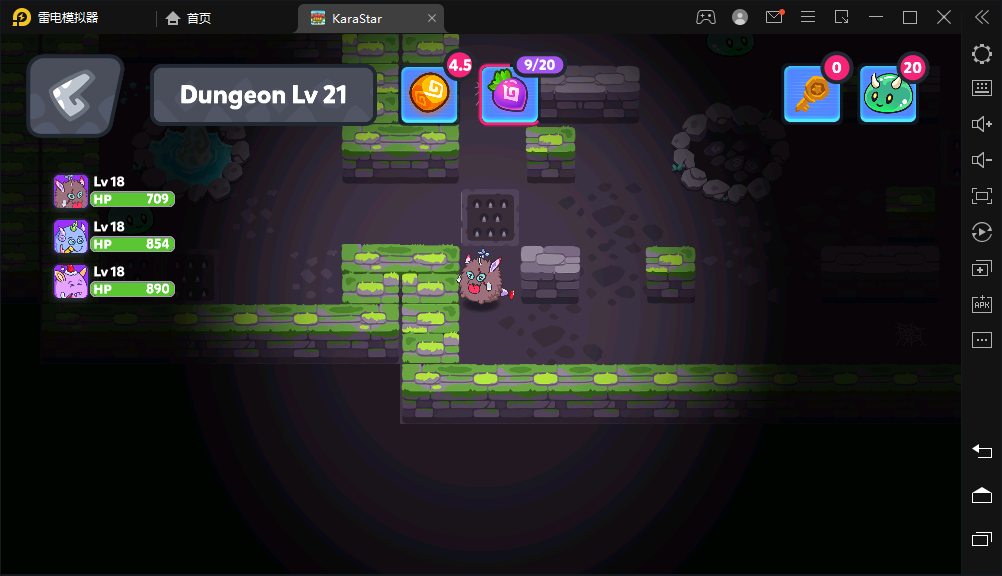 雷电模拟器
首页
KaraStar
Dungeon Lv 21
4.5
9/20
0
20
Lv 18
HP 709
Lv 18
HP 854
Lv 18
HP 890
APK